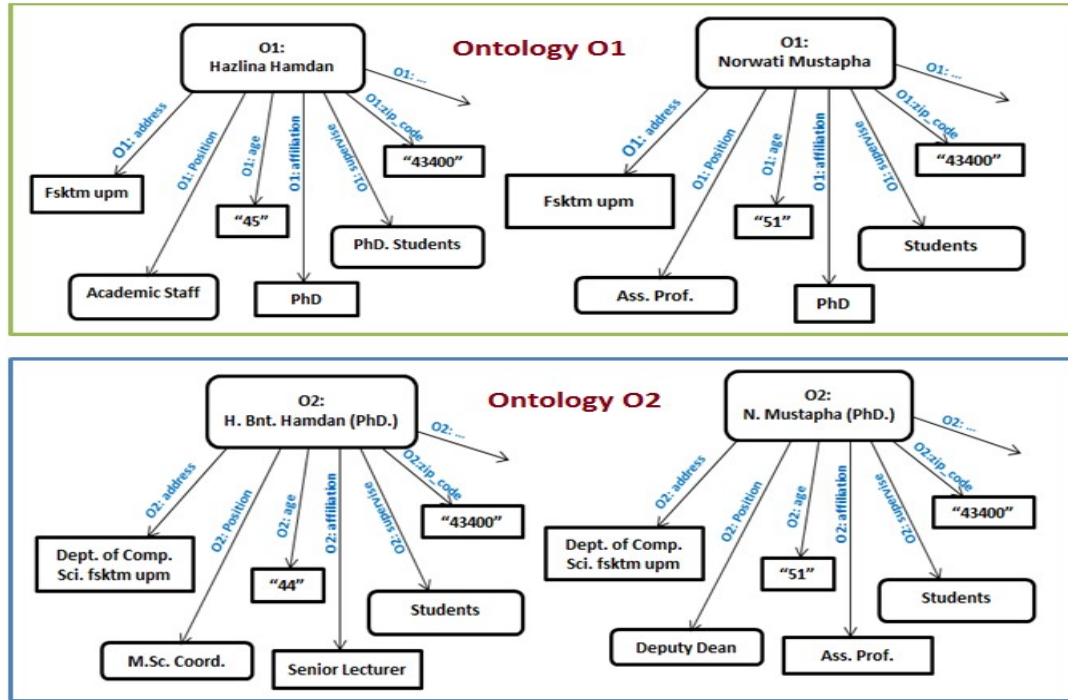 Ontology O1
O1:
Hazlina Hamdan
O1: address
O1: Position
O1: age
O1: affiliation
O1: supervise
O1:zip_code
O1: ...
Fsktm upm
Academic Staff
“45”
PhD
PhD. Students
“43400”
O1:
Norwati Mustapha
O1: address
O1: Position
O1: age
O1: affiliation
O1: supervise
O1:zip_code
O1: ...
Fsktm upm
Ass. Prof.
“51”
PhD
Students
“43400”
Ontology O2
O2:
H. Bnt. Hamdan (PhD.)
O2: address
O2: Position
O2: age
O2: affiliation
O2: supervise
O2:zip_code
O2: ...
Dept. of Comp.
Sci. fsktm upm
M.Sc. Coord.
“44”
Senior Lecturer
Students
“43400”
O2:
N. Mustapha (PhD.)
O2: address
O2: Position
O2: age
O2: affiliation
O2: supervise
O2:zip_code
O2: ...
Dept. of Comp.
Sci. fsktm upm
Deputy Dean
“51”
Ass. Prof.
Students
“43400”